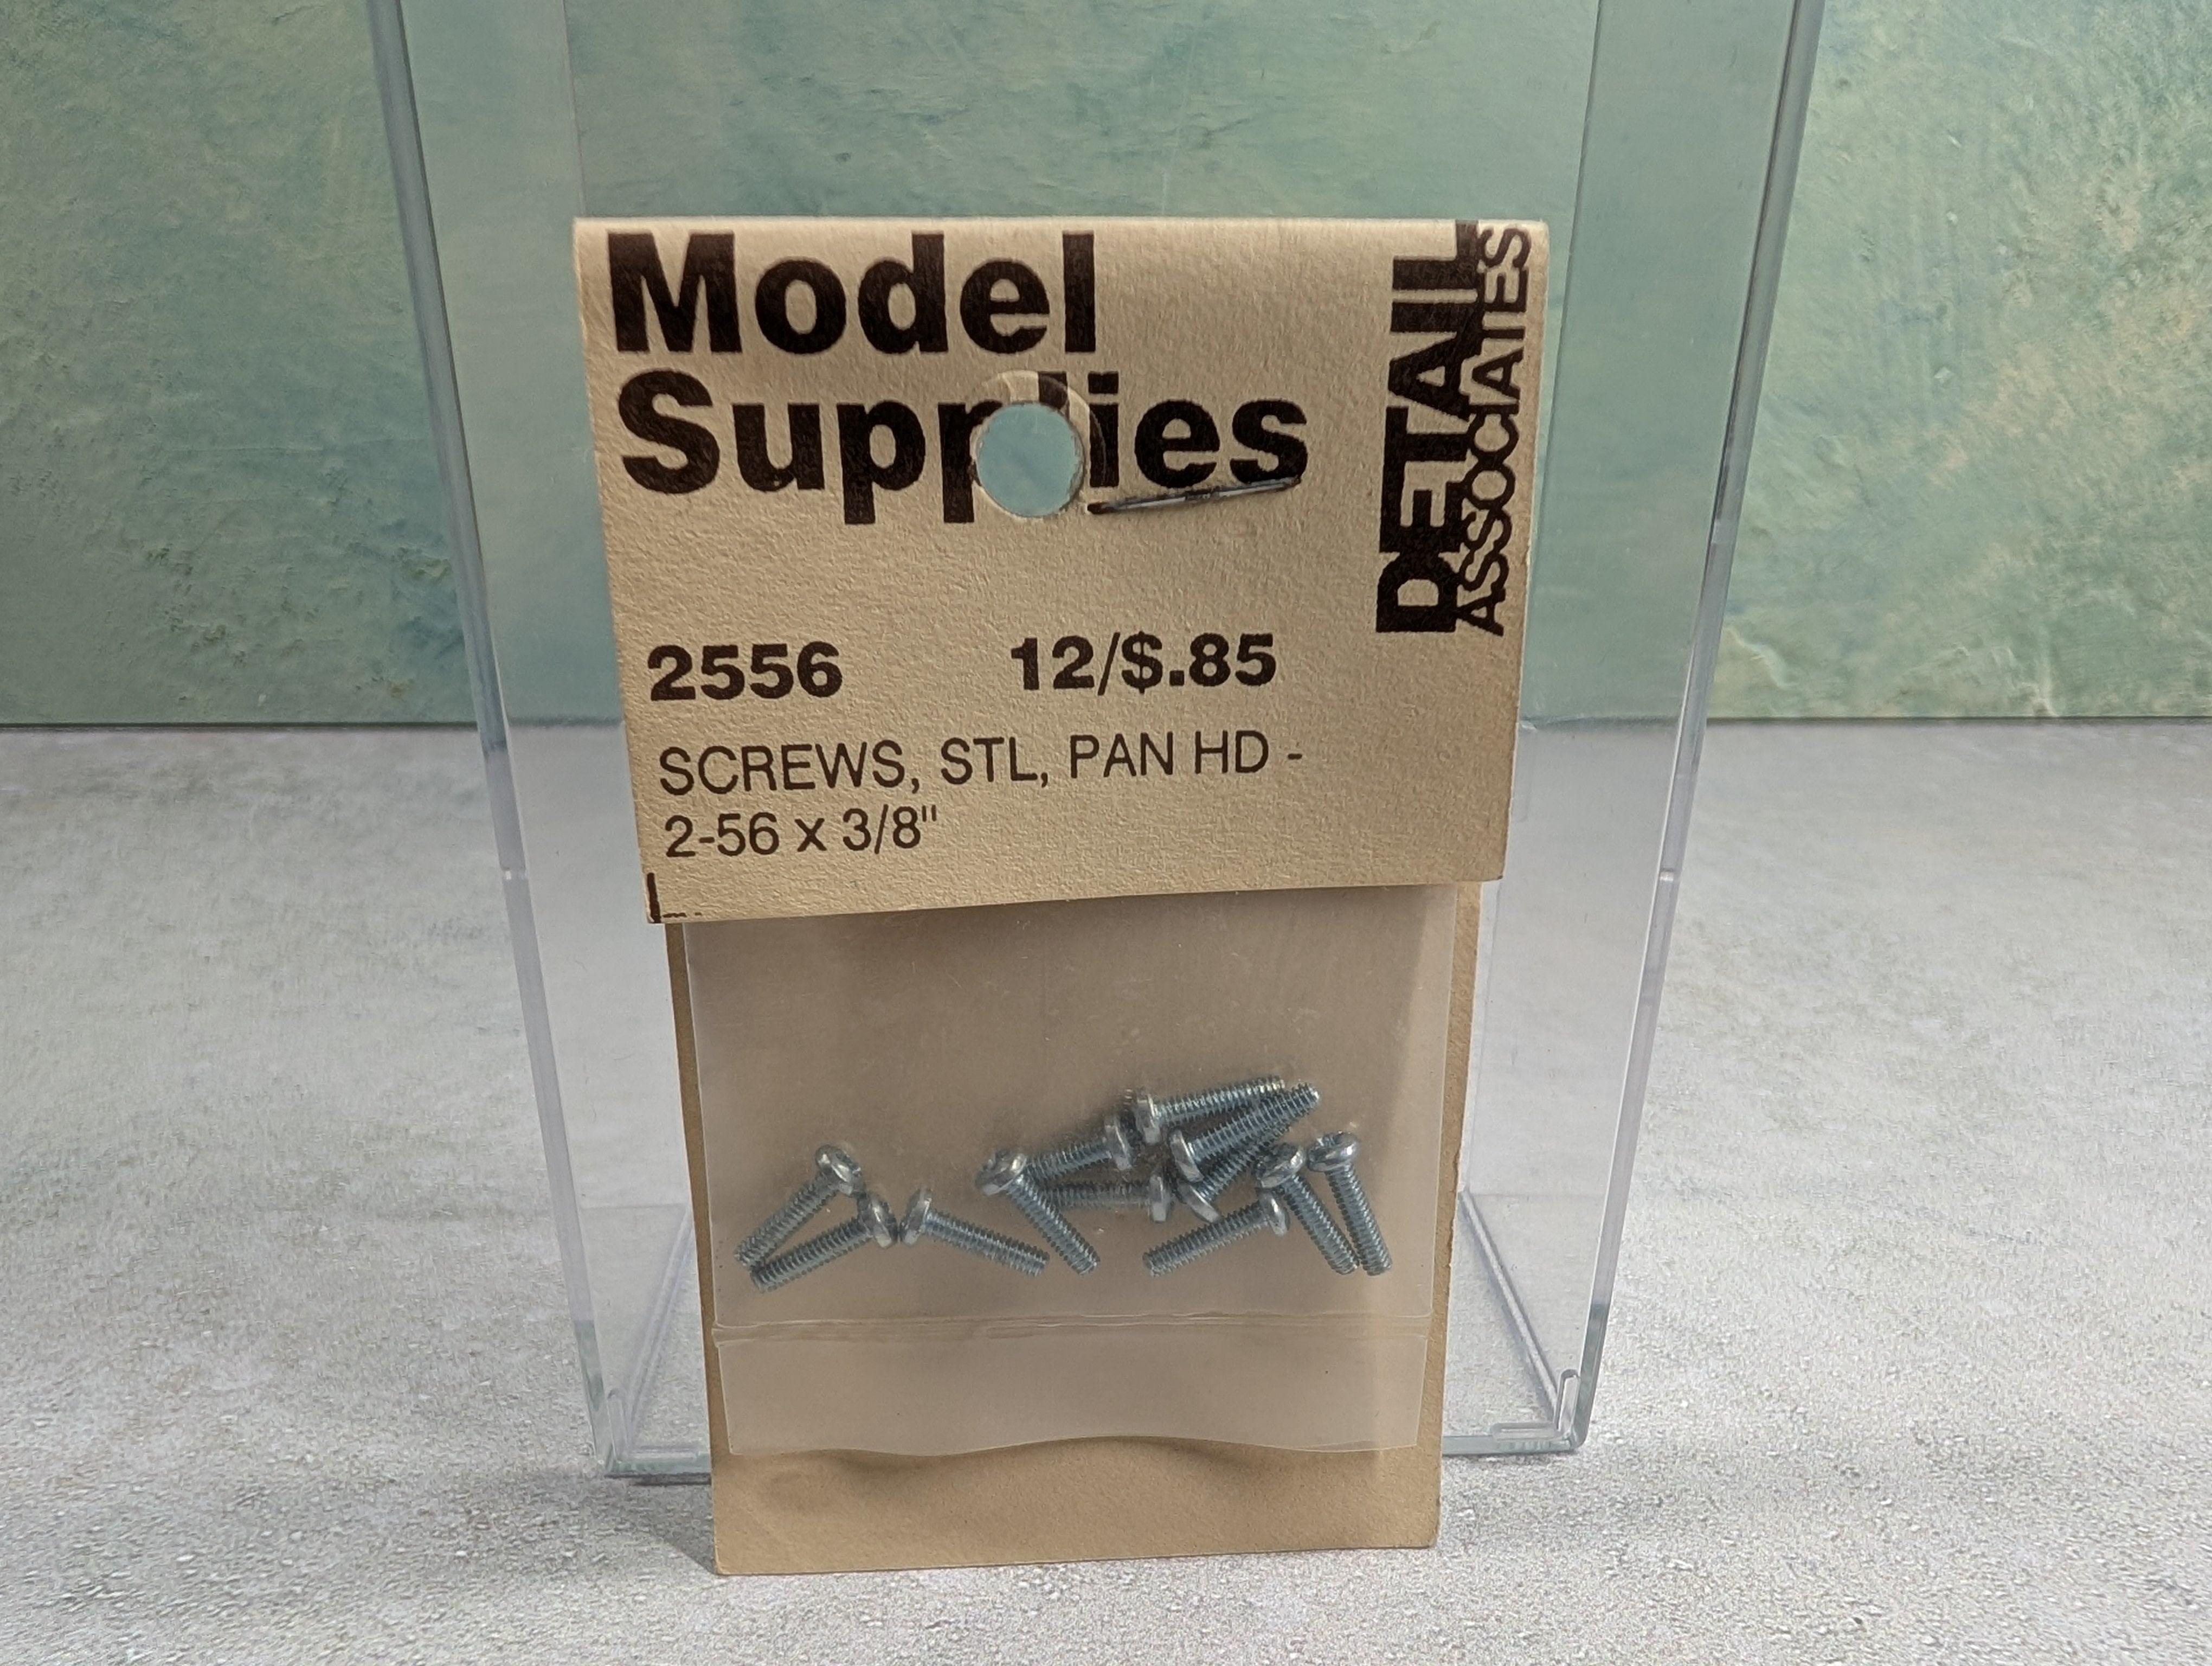 Model
Supplies
DETAIL
ASSOCIATES
2556 12/$.85
SCREWS, STL, PAN HD -
2-56 x 3/8"